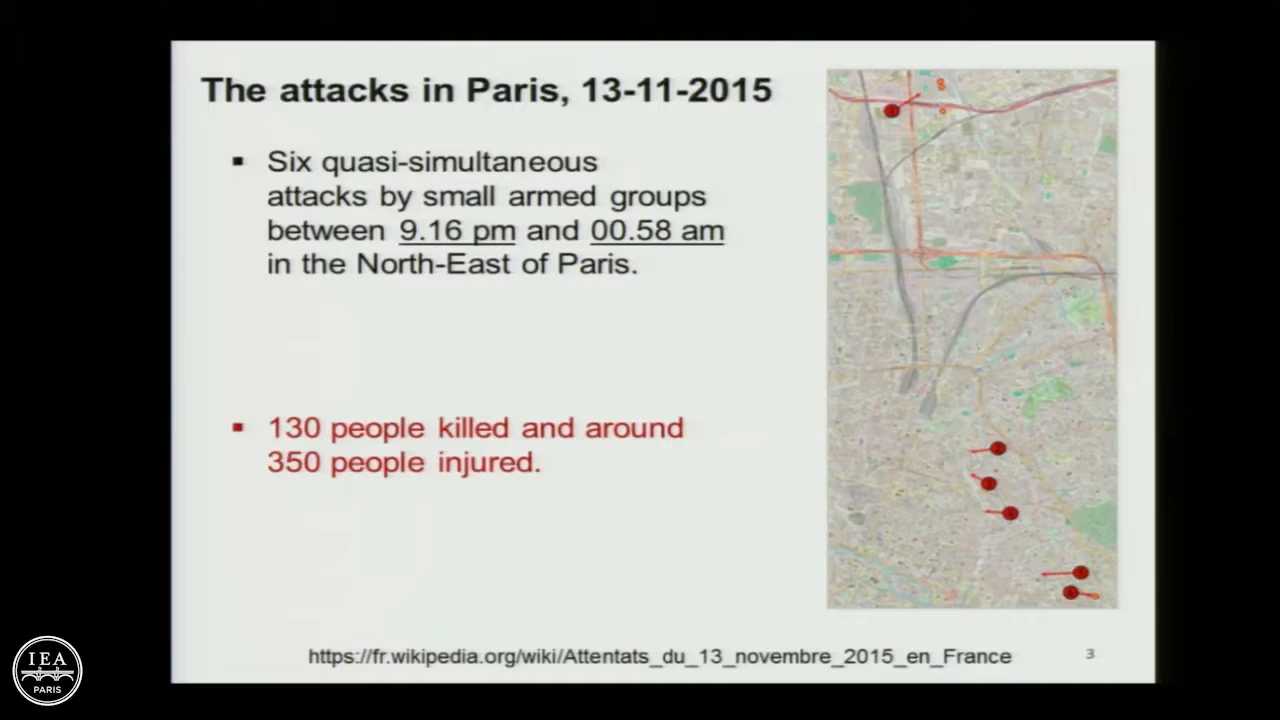 The attacks in Paris, 13-11-2015
Six quasi-simultaneous
attacks by small armed groups
between 9.16 pm and 00.58 am
in the North-East of Paris.
130 people killed and around
350 people injured.
https://fr.wikipedia.org/wiki/Attentats_du_13_novembre_2015_en_France
3
IEA
PARIS